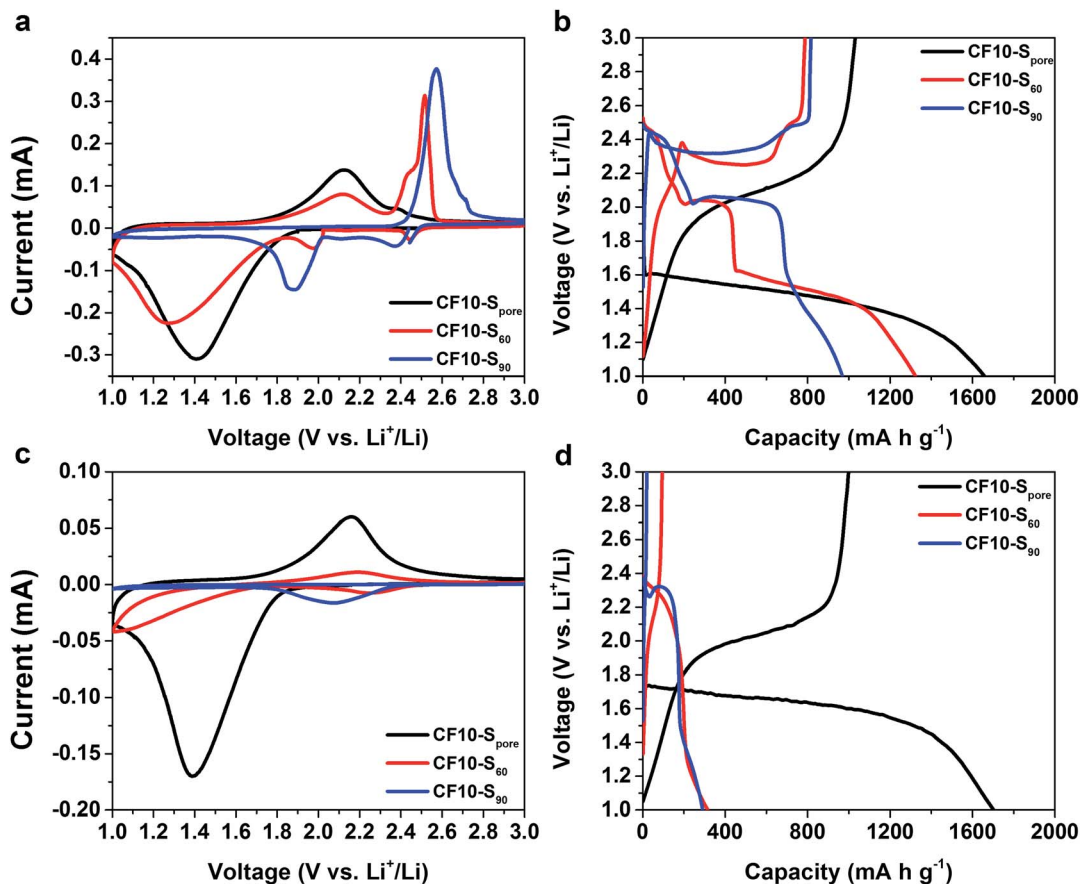 a
Current (mA)
0.4
0.3
0.2
0.1
0.0
-0.1
-0.2
-0.3
1.0 1.2 1.4 1.6 1.8 2.0 2.2 2.4 2.6 2.8 3.0
Voltage (V vs. Li⁺/Li)
CF10-Spore
CF10-S60
CF10-S90
b
Voltage (V vs. Li⁺/Li)
3.0
2.8
2.6
2.4
2.2
2.0
1.8
1.6
1.4
1.2
1.0
0 400 800 1200 1600 2000
Capacity (mA h g⁻¹)
CF10-Spore
CF10-S60
CF10-S90
c
Current (mA)
0.10
0.05
0.00
-0.05
-0.10
-0.15
-0.20
1.0 1.2 1.4 1.6 1.8 2.0 2.2 2.4 2.6 2.8 3.0
Voltage (V vs. Li⁺/Li)
CF10-Spore
CF10-S60
CF10-S90
d
Voltage (V vs. Li⁺/Li)
3.0
2.8
2.6
2.4
2.2
2.0
1.8
1.6
1.4
1.2
1.0
0 400 800 1200 1600 2000
Capacity (mA h g⁻¹)
CF10-Spore
CF10-S60
CF10-S90